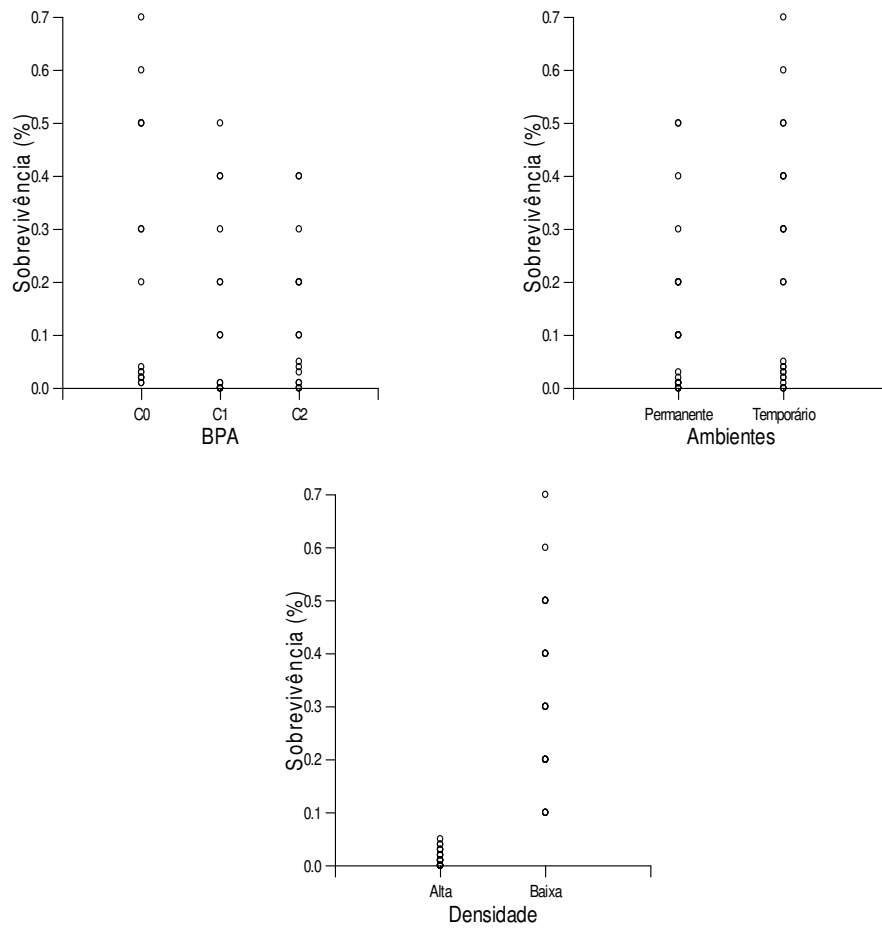 0.7
0.6
0.5
0.4
0.3
0.2
0.1
0.0
Sobrevivência (%)
C0 C1 C2
BPA
0.7
0.6
0.5
0.4
0.3
0.2
0.1
0.0
Sobrevivência (%)
Permanente Temporário
Ambientes
0.7
0.6
0.5
0.4
0.3
0.2
0.1
0.0
Sobrevivência (%)
Alta Baixa
Densidade